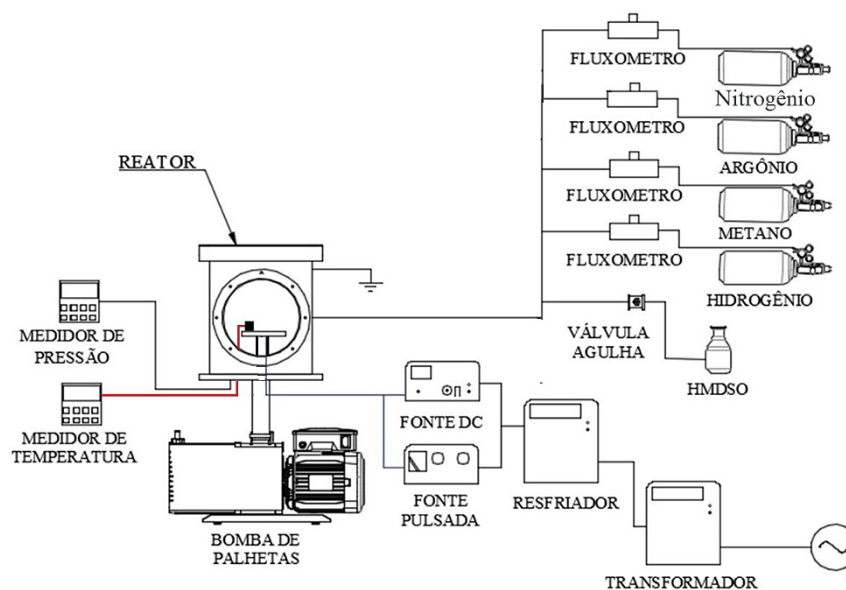 FLUXOMETRO
Nitrogênio
FLUXOMETRO
ARGÔNIO
REATOR
FLUXOMETRO
METANO
FLUXOMETRO
HIDROGÊNIO
MEDIDOR DE
PRESSÃO
VÁLVULA
AGULHA
HMDSO
FONTE DC
MEDIDOR DE
TEMPERATURA
RESFRIADOR
FONTE
PULSADA
BOMBA DE
PALHETAS
TRANSFORMADOR